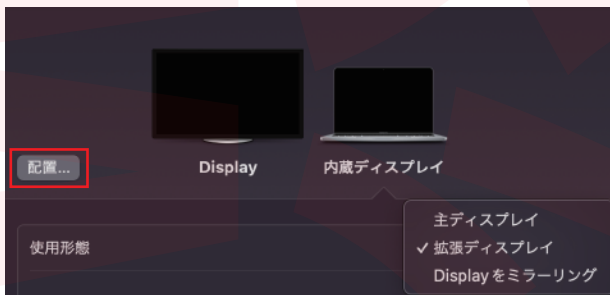 配置...
Display
内蔵ディスプレイ
使用形態
主ディスプレイ
✓ 拡張ディスプレイ
Displayをミラーリング